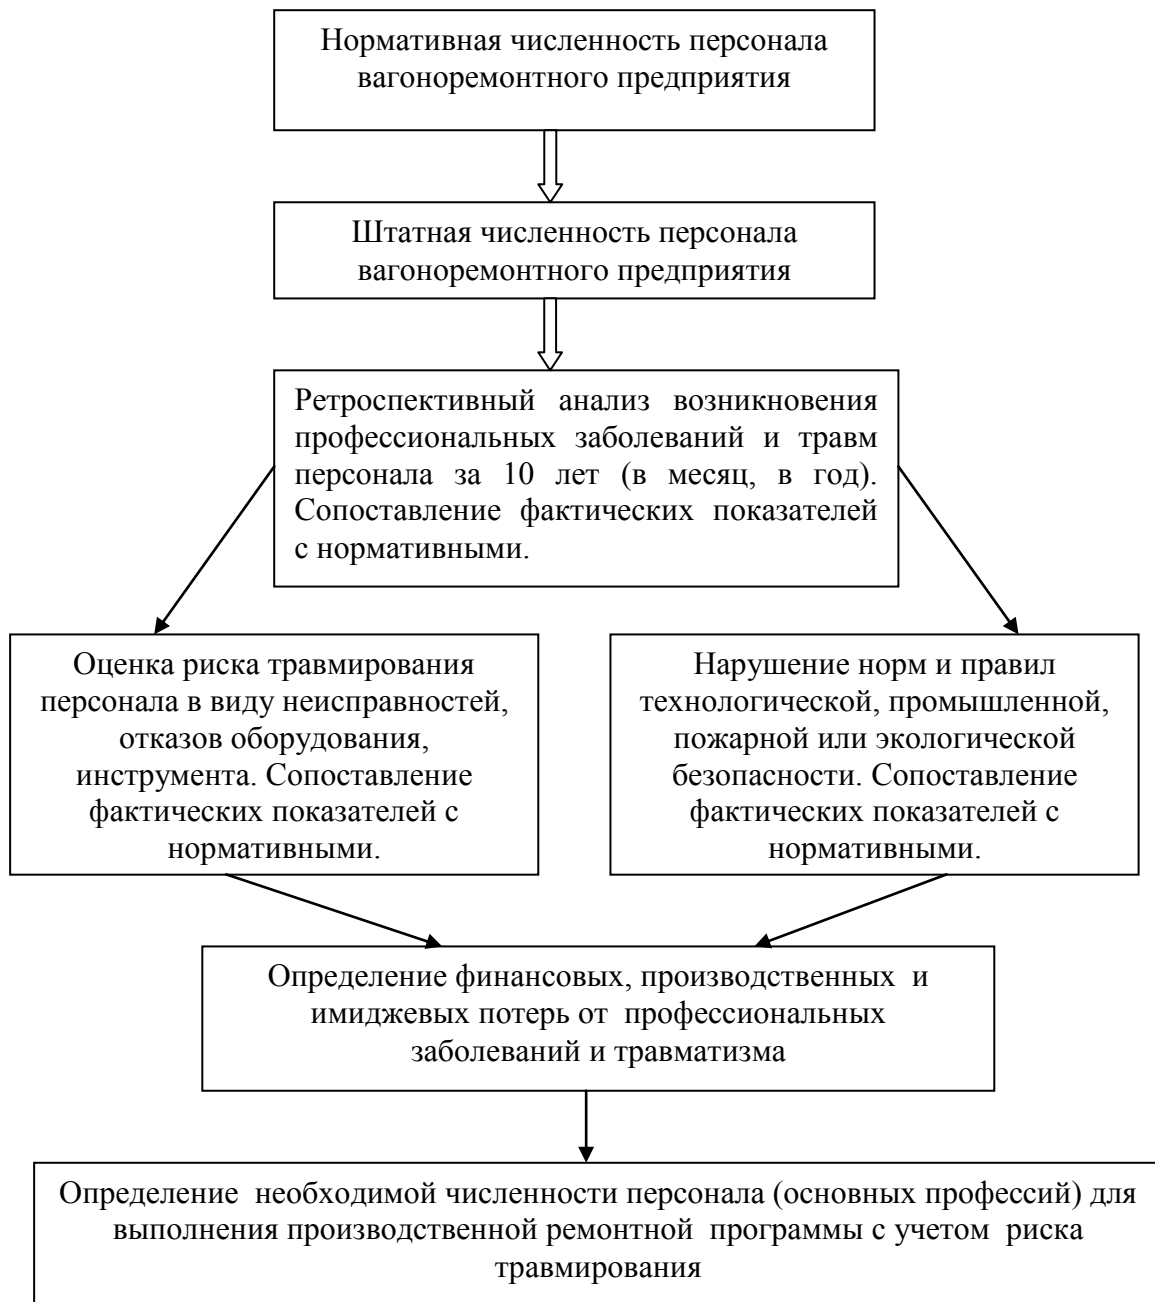 Нормативная численность персонала
вагоноремонтного предприятия
Штатная численность персонала
вагоноремонтного предприятия
Ретроспективный анализ возникновения
профессиональных заболеваний и травм
персонала за 10 лет (в месяц, в год).
Сопоставление фактических показателей
с нормативными.
Оценка риска травмирования
персонала в виду неисправностей,
отказов оборудования,
инструмента. Сопоставление
фактических показателей с
нормативными.
Нарушение норм и правил
технологической, промышленной,
пожарной или экологической
безопасности. Сопоставление
фактических показателей с
нормативными.
Определение финансовых, производственных и
имиджевых потерь от профессиональных
заболеваний и травматизма
Определение необходимой численности персонала (основных профессий) для
выполнения производственной ремонтной программы с учетом риска
травмирования